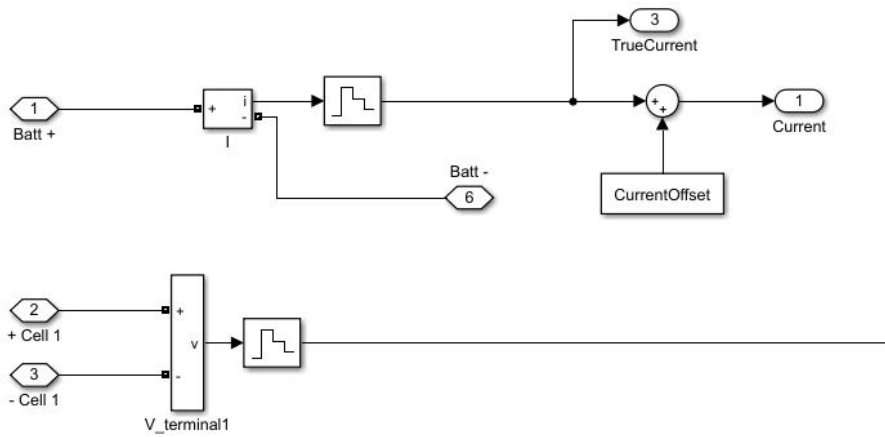 3
TrueCurrent
1
Batt +
+
i
-
I
+
+
1
Current
Batt -
6
CurrentOffset
2
+ Cell 1
3
- Cell 1
+
v
-
V_terminal1